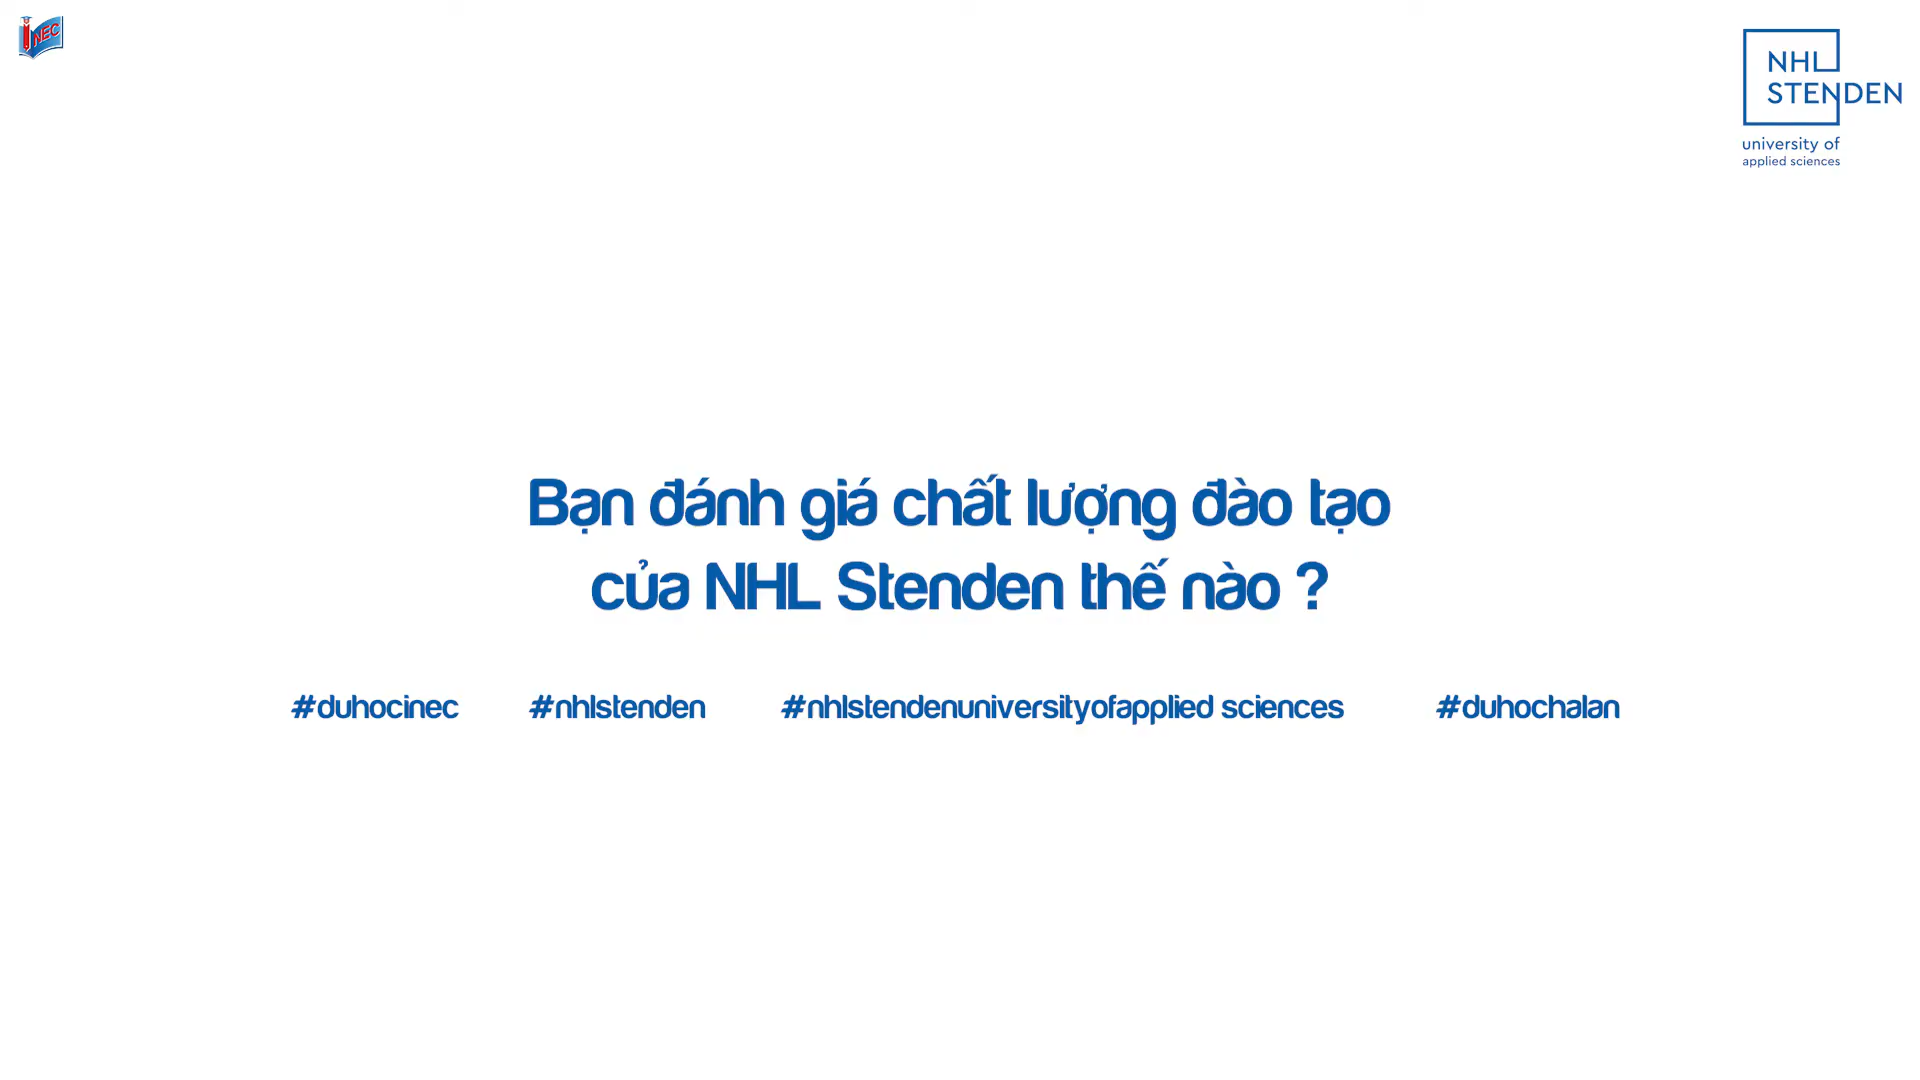 iNEC
NHL
STENDEN
university of
applied sciences
Bạn đánh giá chất lượng đào tạo
của NHL Stenden thế nào ?
#duhocinec #nhlstenden #nhlstendenuniversityofapplied sciences #duhochalan